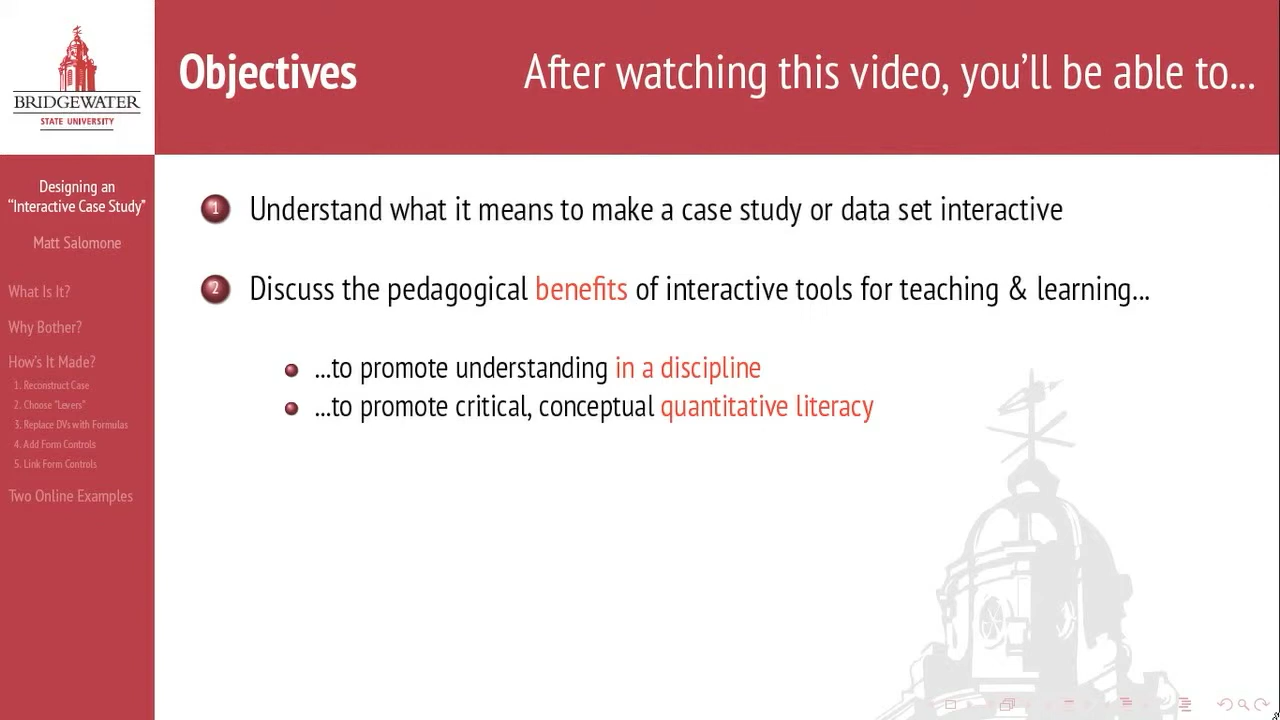 BRIDGEWATER
STATE UNIVERSITY
Objectives
After watching this video, you'll be able to...
Designing an
“Interactive Case Study”
Matt Salomone
What Is It?
Why Bother?
How's It Made?
1. Reconstruct Case
2. Choose “Levers”
3. Replace DVs with Formulas
4. Add Form Controls
5. Link Form Controls
Two Online Examples
1 Understand what it means to make a case study or data set interactive
2 Discuss the pedagogical benefits of interactive tools for teaching & learning...
...to promote understanding in a discipline
...to promote critical, conceptual quantitative literacy